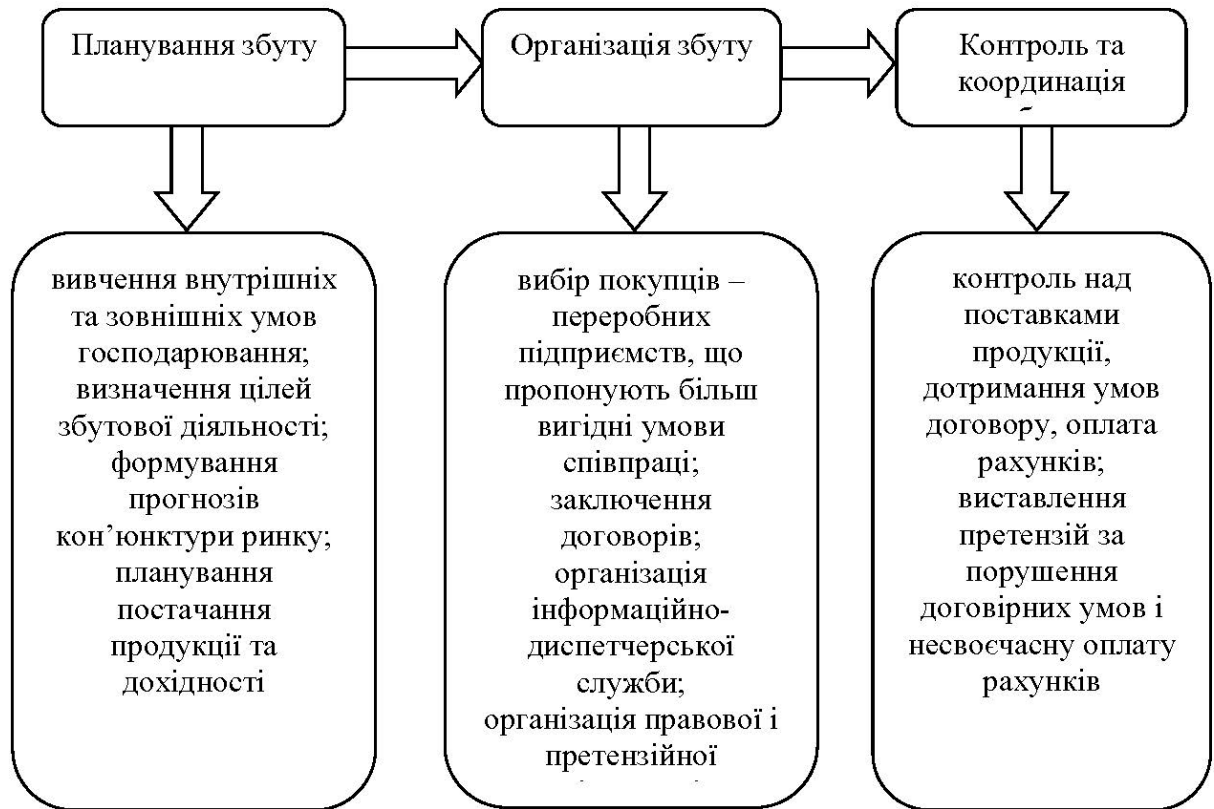 Планування збуту
Організація збуту
Контроль та
координація
вивчення внутрішніх
та зовнішніх умов
господарювання;
визначення цілей
збутової діяльності;
формування
прогнозів
кон’юнктури ринку;
планування
постачання
продукції та
дохідності
вибір покупців –
переробних
підприємств, що
пропонують більш
вигідні умови
співпраці;
заключення
договорів;
організація
інформаційно-
диспетчерської
служби;
організація правової і
претензійної
контроль над
поставками
продукції,
дотримання умов
договору, оплата
рахунків;
виставлення
претензій за
порушення
договірних умов і
несвоєчасну оплату
рахунків